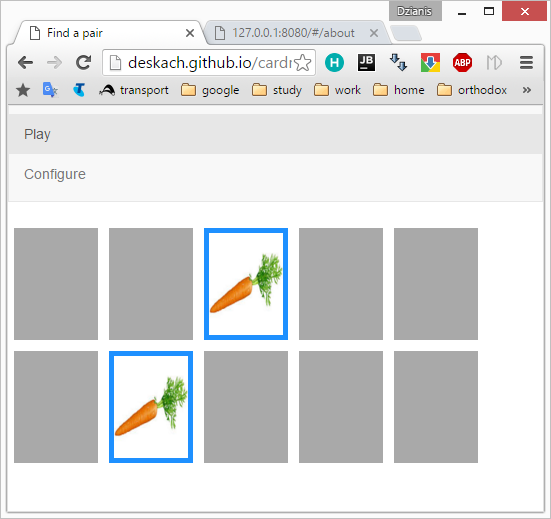 Dzianis
Find a pair
127.0.0.1:8080/#/about
deskach.github.io/cardr
H
JB
ABP
transport
google
study
work
home
orthodox
»
Play
Configure